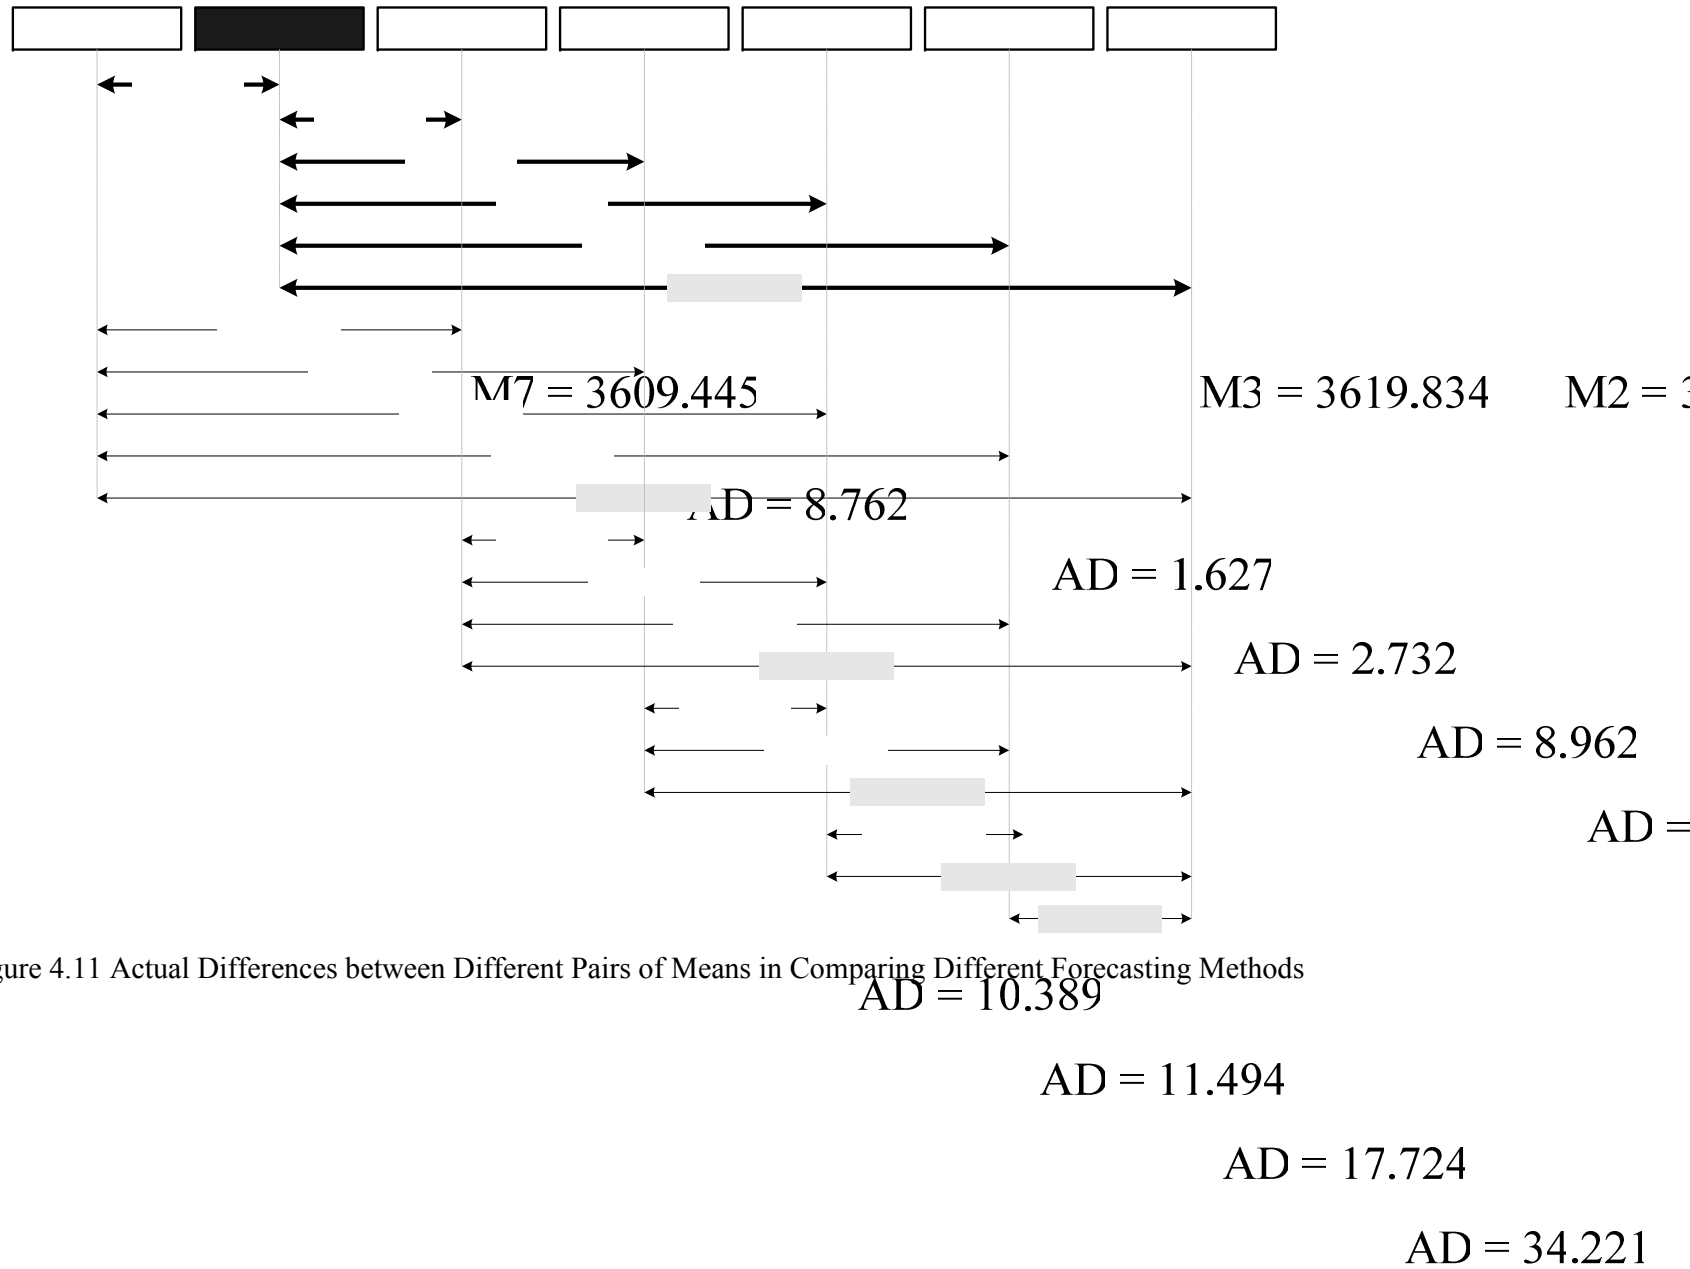 M7 = 3609.445 M3 = 3619.834 M2 =
AD = 8.762
AD = 1.627
AD = 2.732
AD = 8.962
AD =
Figure 4.11 Actual Differences between Different Pairs of Means in Comparing Different Forecasting Methods
AD = 10.389
AD = 11.494
AD = 17.724
AD = 34.221